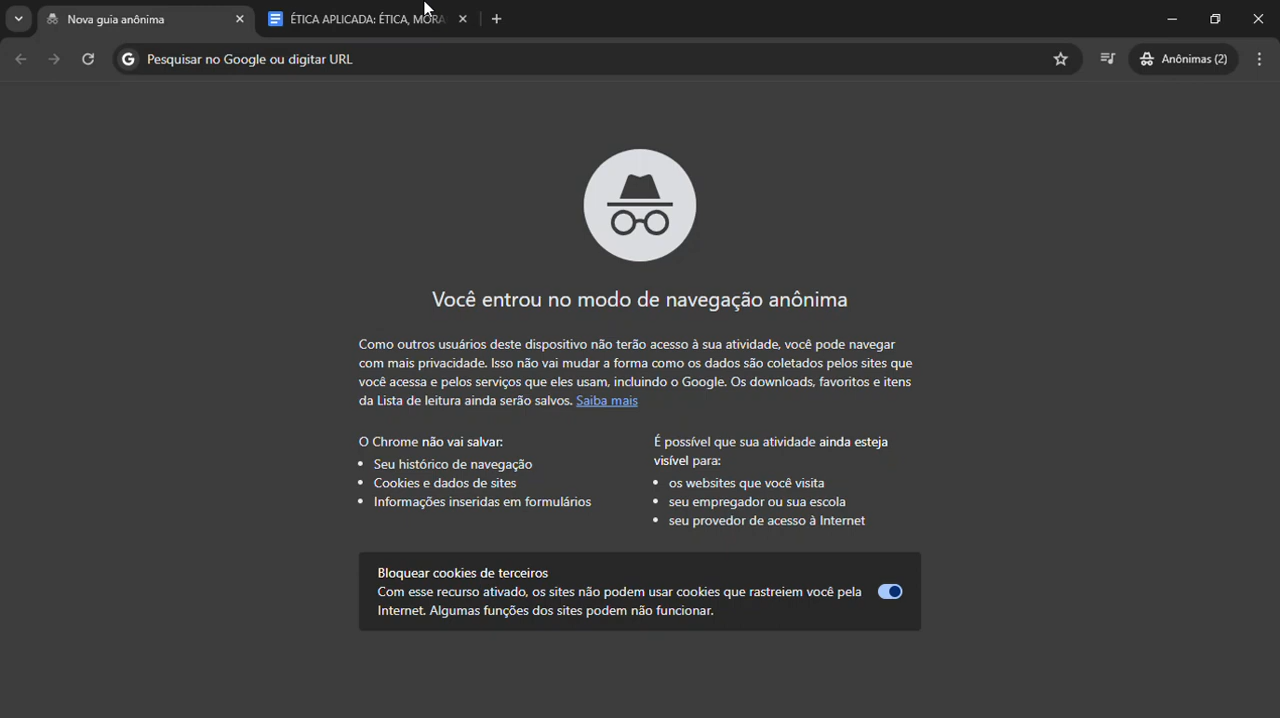 Nova guia anônima
ÉTICA APLICADA: ÉTICA, MORA
Pesquisar no Google ou digitar URL
Anônimas (2)
Você entrou no modo de navegação anônima
Como outros usuários deste dispositivo não terão acesso à sua atividade, você pode navegar
com mais privacidade. Isso não vai mudar a forma como os dados são coletados pelos sites que
você acessa e pelos serviços que eles usam, incluindo o Google. Os downloads, favoritos e itens
da Lista de leitura ainda serão salvos. Saiba mais
O Chrome não vai salvar:
• Seu histórico de navegação
• Cookies e dados de sites
• Informações inseridas em formulários
É possível que sua atividade ainda esteja
visível para:
• os websites que você visita
• seu empregador ou sua escola
• seu provedor de acesso à Internet
Bloquear cookies de terceiros
Com esse recurso ativado, os sites não podem usar cookies que rastreiem você pela
Internet. Algumas funções dos sites podem não funcionar.